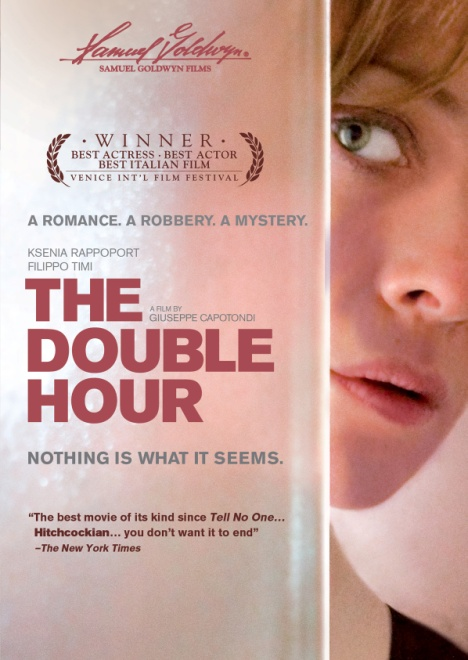 Samuel Goldwyn.
SAMUEL GOLDWYN FILMS
· WINNER ·
BEST ACTRESS · BEST ACTOR
BEST ITALIAN FILM
VENICE INT'L FILM FESTIVAL
A ROMANCE. A ROBBERY. A MYSTERY.
KSENIA RAPPOPORT
FILIPPO TIMI
THE
A FILM BY
GIUSEPPE CAPOTONDI
DOUBLE
HOUR
NOTHING IS WHAT IT SEEMS.
“The best movie of its kind since Tell No One...
Hitchcockian... you don't want it to end”
–The New York Times